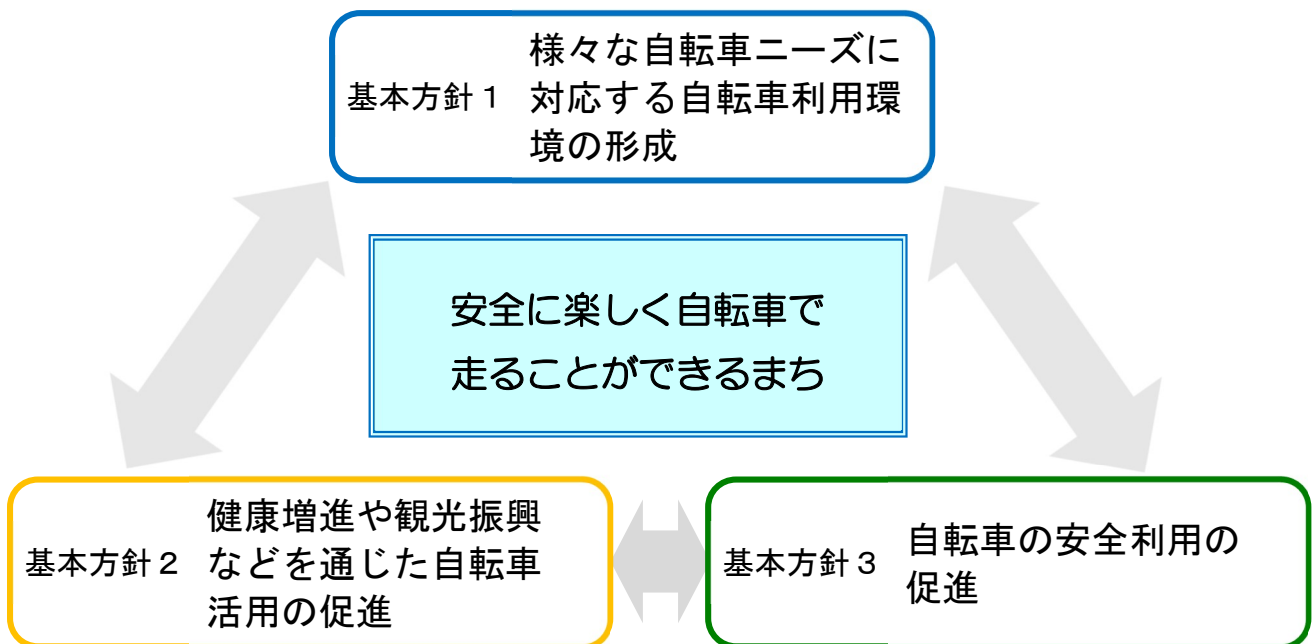 基本方針１
様々な自転車ニーズに
対応する自転車利用環
境の形成
安全に楽しく自転車で
走ることができるまち
基本方針２
健康増進や観光振興
などを通じた自転車
活用の促進
基本方針３
自転車の安全利用の
促進